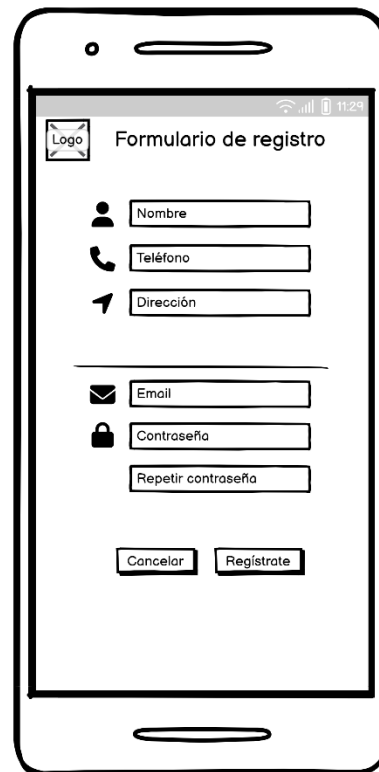 11:29
Logo
Formulario de registro
Nombre
Teléfono
Dirección
Email
Contraseña
Repetir contraseña
Cancelar
Regístrate